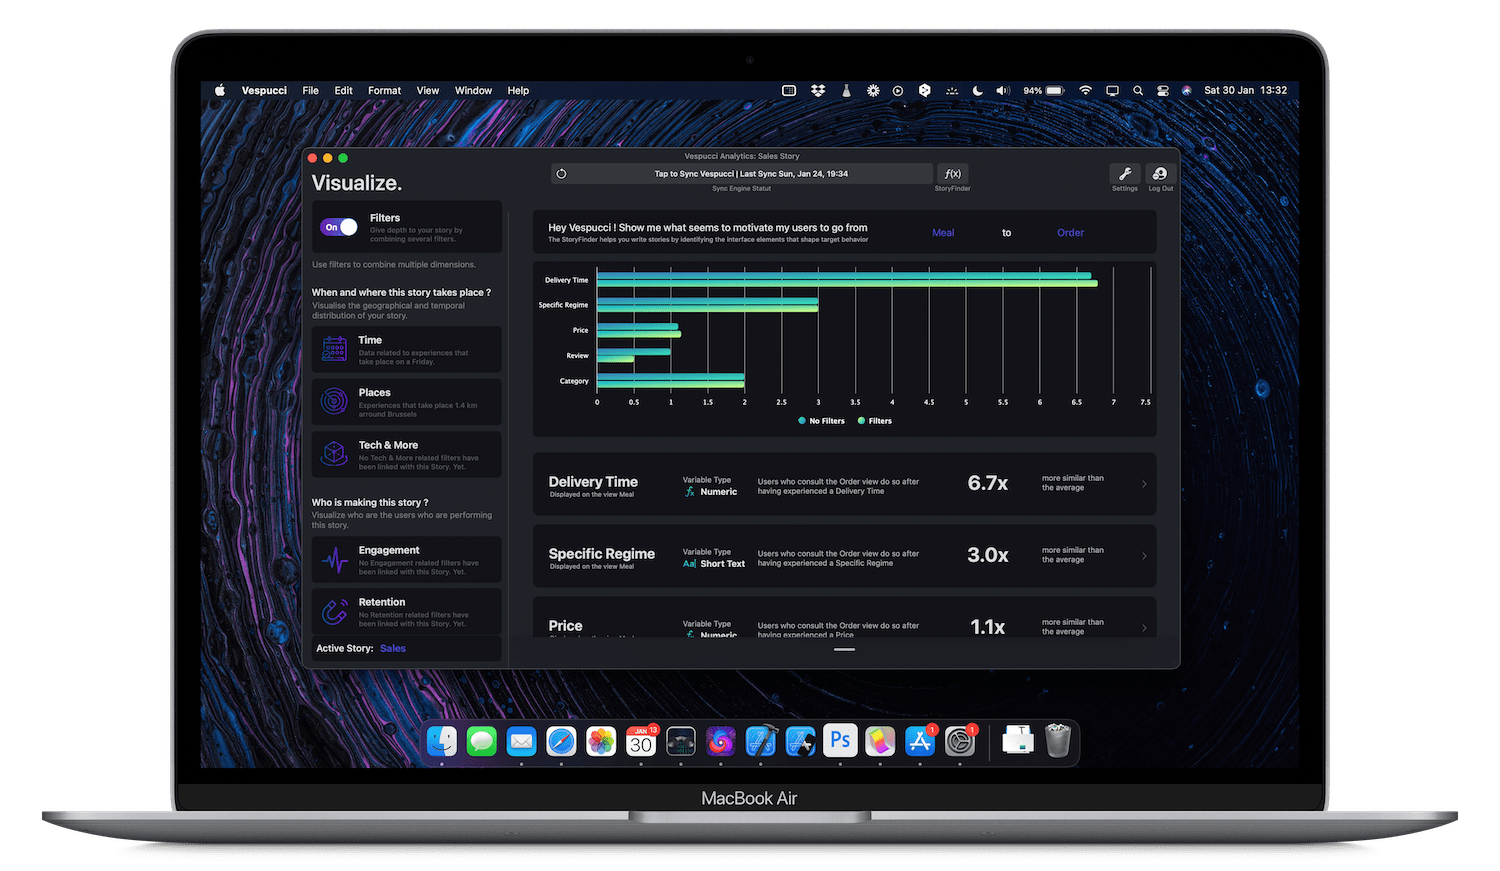 Vespucci File Edit Format View Window Help
94% Sat 30 Jan 13:32
Vespucci Analytics: Sales Story
Visualize.
Tap to Sync Vespucci | Last Sync Sun, Jan 24, 19:34
Sync Engine Statut
ƒ(x)
StoryFinder
Settings
Log Out
On
Filters
Give depth to your story by
combining several filters.
Use filters to combine multiple dimensions.
When and where this story takes place ?
Visualise the geographical and temporal
distribution of your story.
Time
Data related to experiences that
take place on a Friday.
Places
Experiences that take place 1.4 km
arround Brussels
Tech & More
No Tech & More related filters have
been linked with this Story. Yet.
Who is making this story ?
Visualize who are the users who are performing
this story.
Engagement
No Engagement related filters have
been linked with this Story. Yet.
Retention
No Retention related filters have
been linked with this Story. Yet.
Active Story: Sales
Hey Vespucci ! Show me what seems to motivate my users to go from
The StoryFinder helps you write stories by identifying the interface elements that shape target behavior
Meal to Order
Delivery Time
Specific Regime
Price
Review
Category
0 0.5 1 1.5 2 2.5 3 3.5 4 4.5 5 5.5 6 6.5 7 7.5
No Filters Filters
Delivery Time
Displayed on the view Meal
Variable Type
ƒx Numeric
Users who consult the Order view do so after
having experienced a Delivery Time
6.7x
more similar than
the average
Specific Regime
Displayed on the view Meal
Variable Type
Aa| Short Text
Users who consult the Order view do so after
having experienced a Specific Regime
3.0x
more similar than
the average
Price
Displayed on the view Meal
Variable Type
ƒx Numeric
Users who consult the Order view do so after
having experienced a Price
1.1x
more similar than
the average
JAN
30
13
Ps
1
1
T
MacBook Air